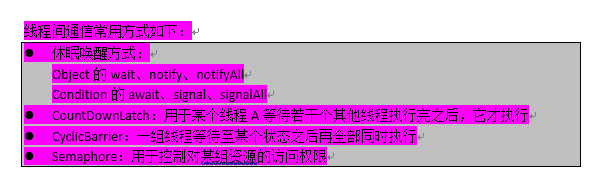 线程间通信常用方式如下：
● 休眠唤醒方式：
Object 的 wait、notify、notifyAll
Condition 的 await、signal、signalAll
● CountDownLatch：用于某个线程 A 等待若干个其他线程执行完之后，它才执行
● CyclicBarrier：一组线程等待至某个状态之后再全部同时执行
● Semaphore：用于控制对某组资源的访问权限